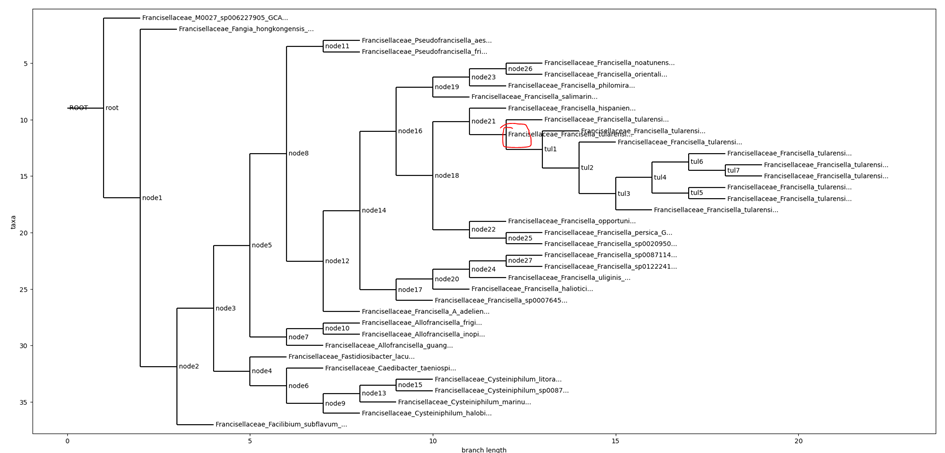 Francisellaceae_M0027_sp006227905_GCA...
Francisellaceae_Fangia_hongkongensis_...
Francisellaceae_Pseudofrancisella_aes...
node11
Francisellaceae_Pseudofrancisella_fri...
5
Francisellaceae_Francisella_noatunens...
node26
Francisellaceae_Francisella_orientali...
node23
Francisellaceae_Francisella_philomira...
node19
Francisellaceae_Francisella_salimarin...
ROOT
root
Francisellaceae_Francisella_hispanien...
10
node21
Francisellaceae_Francisella_tularensi...
node16
Francisellaceae_Francisella_tularensi...
Francisellaceae_Francisella_tularensi...
Francisellaceae_Francisella_tularensi...
tul1
node8
Francisellaceae_Francisella_tularensi...
tul6
Francisellaceae_Francisella_tularensi...
tul2
tul7
15
node18
tul4
Francisellaceae_Francisella_tularensi...
Francisellaceae_Francisella_tularensi...
tul5
tul3
Francisellaceae_Francisella_tularensi...
node1
node14
Francisellaceae_Francisella_tularensi...
taxa
Francisellaceae_Francisella_opportuni...
node22
20
Francisellaceae_Francisella_persica_G...
node25
Francisellaceae_Francisella_sp0020950...
node5
Francisellaceae_Francisella_sp0087114...
node27
node12
Francisellaceae_Francisella_sp0122241...
node24
node20
Francisellaceae_Francisella_uliginis_...
25
node17
Francisellaceae_Francisella_haliotici...
Francisellaceae_Francisella_sp0007645...
node3
Francisellaceae_Francisella_A_adelien...
Francisellaceae_Allofrancisella_frigi...
node10
Francisellaceae_Allofrancisella_inopi...
node7
30
Francisellaceae_Allofrancisella_guang...
Francisellaceae_Fastidiosibacter_lacu...
node2
node4
Francisellaceae_Caedibacter_taeniospi...
Francisellaceae_Cysteiniphilum_litora...
node15
node6
Francisellaceae_Cysteiniphilum_sp0087...
node13
35
node9
Francisellaceae_Cysteiniphilum_marinu...
Francisellaceae_Cysteiniphilum_halobi...
Francisellaceae_Facilibium_subflavum_...
0
5
10
15
20
branch length